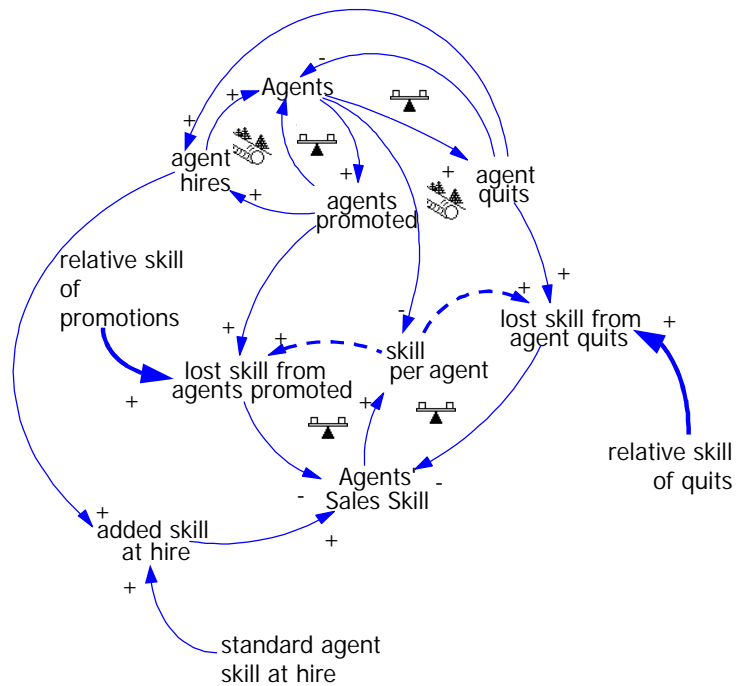 -
Agents
+
+
+
agent
hires
+
+
agents
promoted
+
agent
quits
relative skill
of
promotions
+
+
-
+
+
+
lost skill from
agent quits
skill
per agent
lost skill from
agents promoted
+
+
Agents'
Sales Skill
-
-
relative skill
of quits
+
added skill
at hire
+
+
standard agent
skill at hire